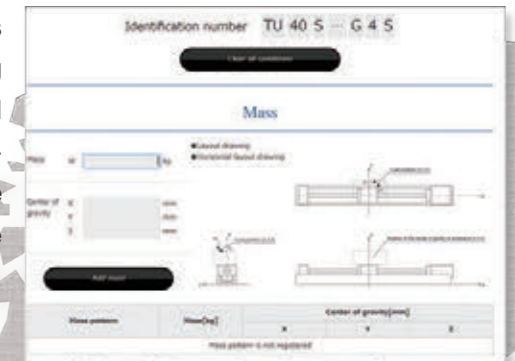 Identification number TU 40 S ··· G 4 S
Clear all conditions
Mass
Mass W kg
●Layout drawing
●Horizontal layout drawing
Center of gravity X mm
Y mm
Z mm
Add mass
Mass pattern Mass[kg] Center of gravity[mm]
X Y Z
Mass pattern is not registered